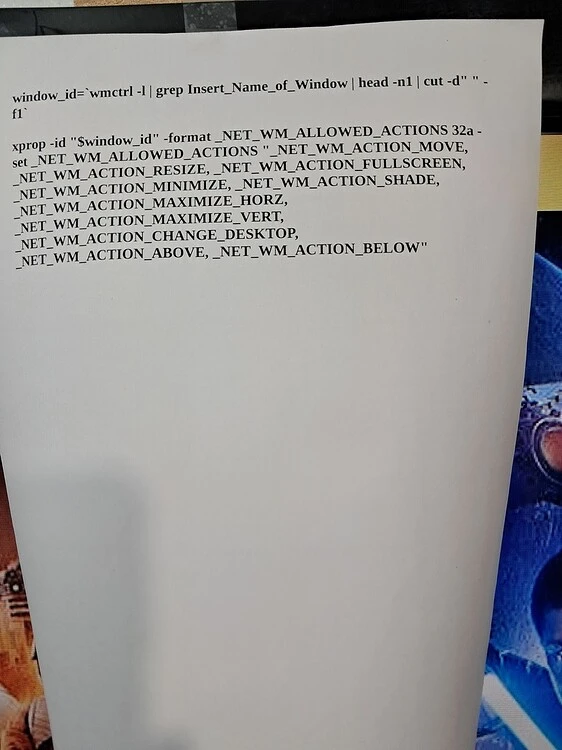 window_id=`wmctrl -l | grep Insert_Name_of_Window | head -n1 | cut -d" " -
f1`
xprop -id "$window_id" -format _NET_WM_ALLOWED_ACTIONS 32a -
set _NET_WM_ALLOWED_ACTIONS "_NET_WM_ACTION_MOVE,
_NET_WM_ACTION_RESIZE, _NET_WM_ACTION_FULLSCREEN,
_NET_WM_ACTION_MINIMIZE, _NET_WM_ACTION_SHADE,
_NET_WM_ACTION_MAXIMIZE_HORZ,
_NET_WM_ACTION_MAXIMIZE_VERT,
_NET_WM_ACTION_CHANGE_DESKTOP,
_NET_WM_ACTION_ABOVE, _NET_WM_ACTION_BELOW"